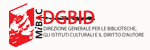 MiBAC DGBID
DIREZIONE GENERALE PER LE BIBLIOTECHE,
GLI ISTITUTI CULTURALI E IL DIRITTO D'AUTORE